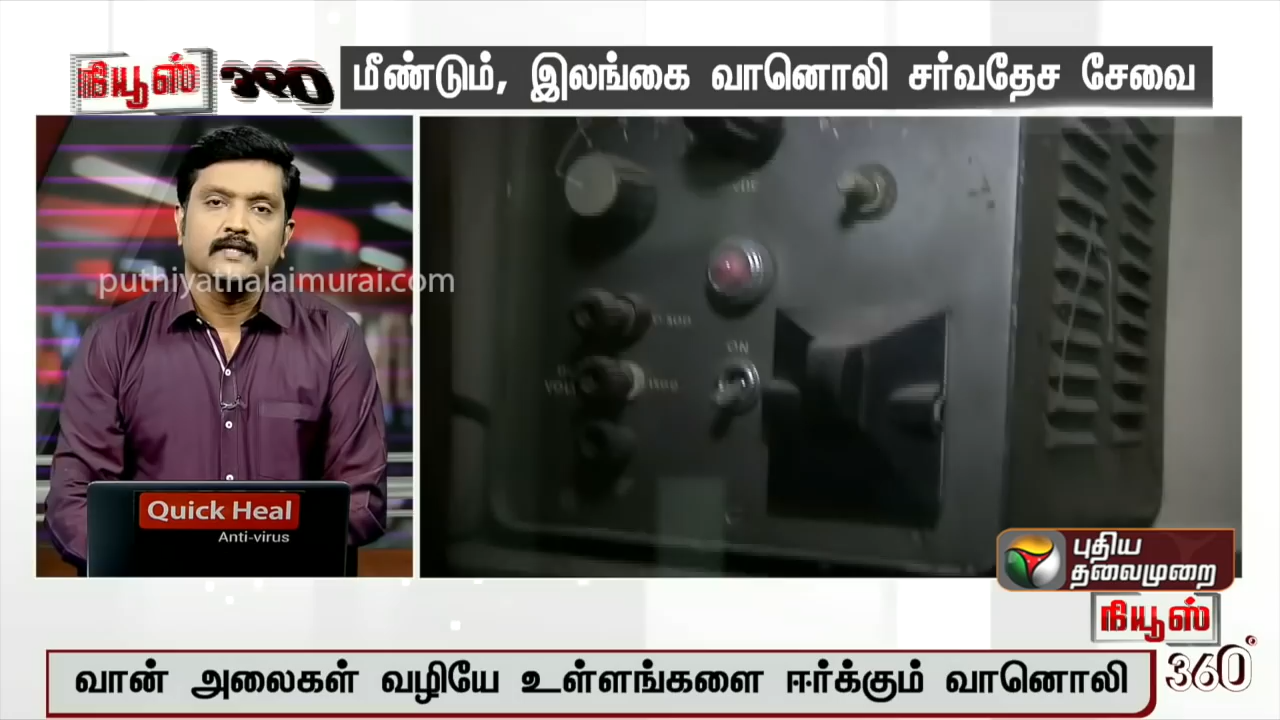 நியூஸ் 360 மீண்டும், இலங்கை வானொலி சர்வதேச சேவை
puthiyathalaimurai.com
ON
Quick Heal
Anti-virus
புதிய
தலைமுறை
நியூஸ்
360°
வான் அலைகள் வழியே உள்ளங்களை ஈர்க்கும் வானொலி